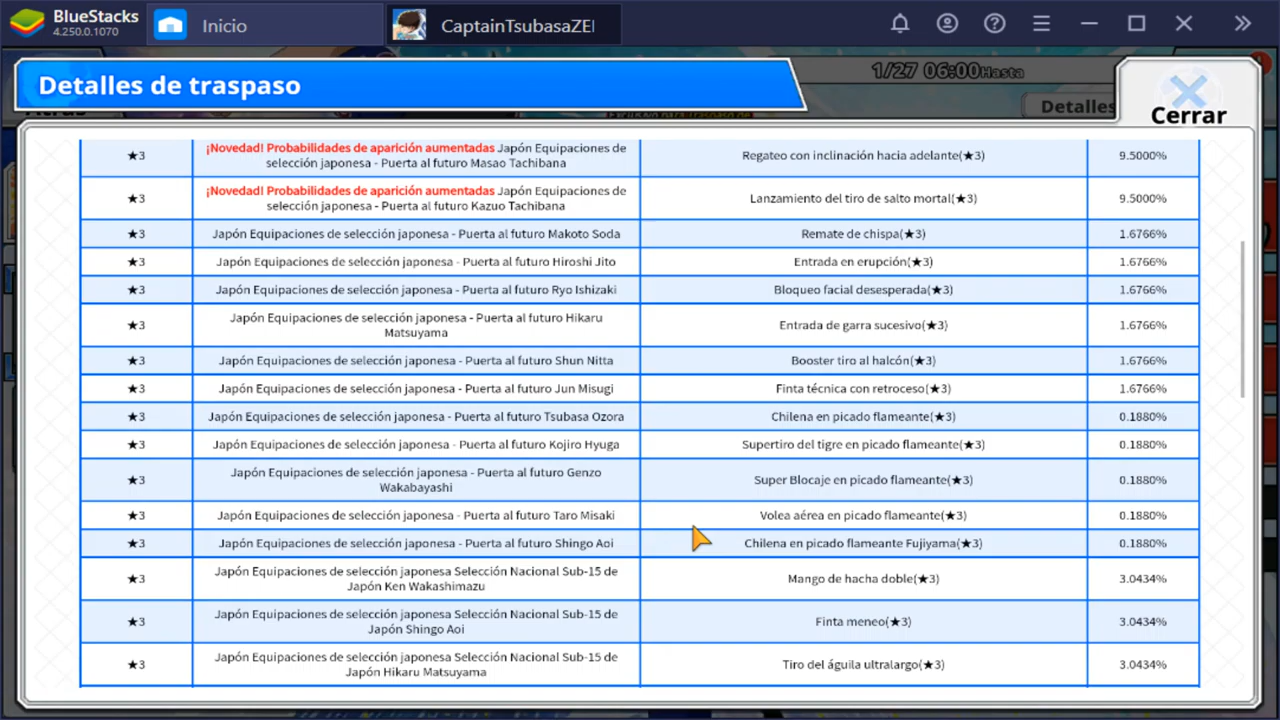 BlueStacks
4.250.0.1070
Inicio
CaptainTsubasaZEI
Detalles de traspaso
1/27 06:00Hasta
Detalles
Cerrar
★3
¡Novedad! Probabilidades de aparición aumentadas Japón Equipaciones de
selección japonesa - Puerta al futuro Masao Tachibana
Regateo con inclinación hacia adelante(★3)
9.5000%
★3
¡Novedad! Probabilidades de aparición aumentadas Japón Equipaciones de
selección japonesa - Puerta al futuro Kazuo Tachibana
Lanzamiento del tiro de salto mortal(★3)
9.5000%
★3
Japón Equipaciones de selección japonesa - Puerta al futuro Makoto Soda
Remate de chispa(★3)
1.6766%
★3
Japón Equipaciones de selección japonesa - Puerta al futuro Hiroshi Jito
Entrada en erupción(★3)
1.6766%
★3
Japón Equipaciones de selección japonesa - Puerta al futuro Ryo Ishizaki
Bloqueo facial desesperada(★3)
1.6766%
★3
Japón Equipaciones de selección japonesa - Puerta al futuro Hikaru
Matsuyama
Entrada de garra sucesivo(★3)
1.6766%
★3
Japón Equipaciones de selección japonesa - Puerta al futuro Shun Nitta
Booster tiro al halcón(★3)
1.6766%
★3
Japón Equipaciones de selección japonesa - Puerta al futuro Jun Misugi
Finta técnica con retroceso(★3)
1.6766%
★3
Japón Equipaciones de selección japonesa - Puerta al futuro Tsubasa Ozora
Chilena en picado flameante(★3)
0.1880%
★3
Japón Equipaciones de selección japonesa - Puerta al futuro Kojiro Hyuga
Supertiro del tigre en picado flameante(★3)
0.1880%
★3
Japón Equipaciones de selección japonesa - Puerta al futuro Genzo
Wakabayashi
Super Blocaje en picado flameante(★3)
0.1880%
★3
Japón Equipaciones de selección japonesa - Puerta al futuro Taro Misaki
Volea aérea en picado flameante(★3)
0.1880%
★3
Japón Equipaciones de selección japonesa - Puerta al futuro Shingo Aoi
Chilena en picado flameante Fujiyama(★3)
0.1880%
★3
Japón Equipaciones de selección japonesa Selección Nacional Sub-15 de
Japón Ken Wakashimazu
Mango de hacha doble(★3)
3.0434%
★3
Japón Equipaciones de selección japonesa Selección Nacional Sub-15 de
Japón Shingo Aoi
Finta meneo(★3)
3.0434%
★3
Japón Equipaciones de selección japonesa Selección Nacional Sub-15 de
Japón Hikaru Matsuyama
Tiro del águila ultralargo(★3)
3.0434%